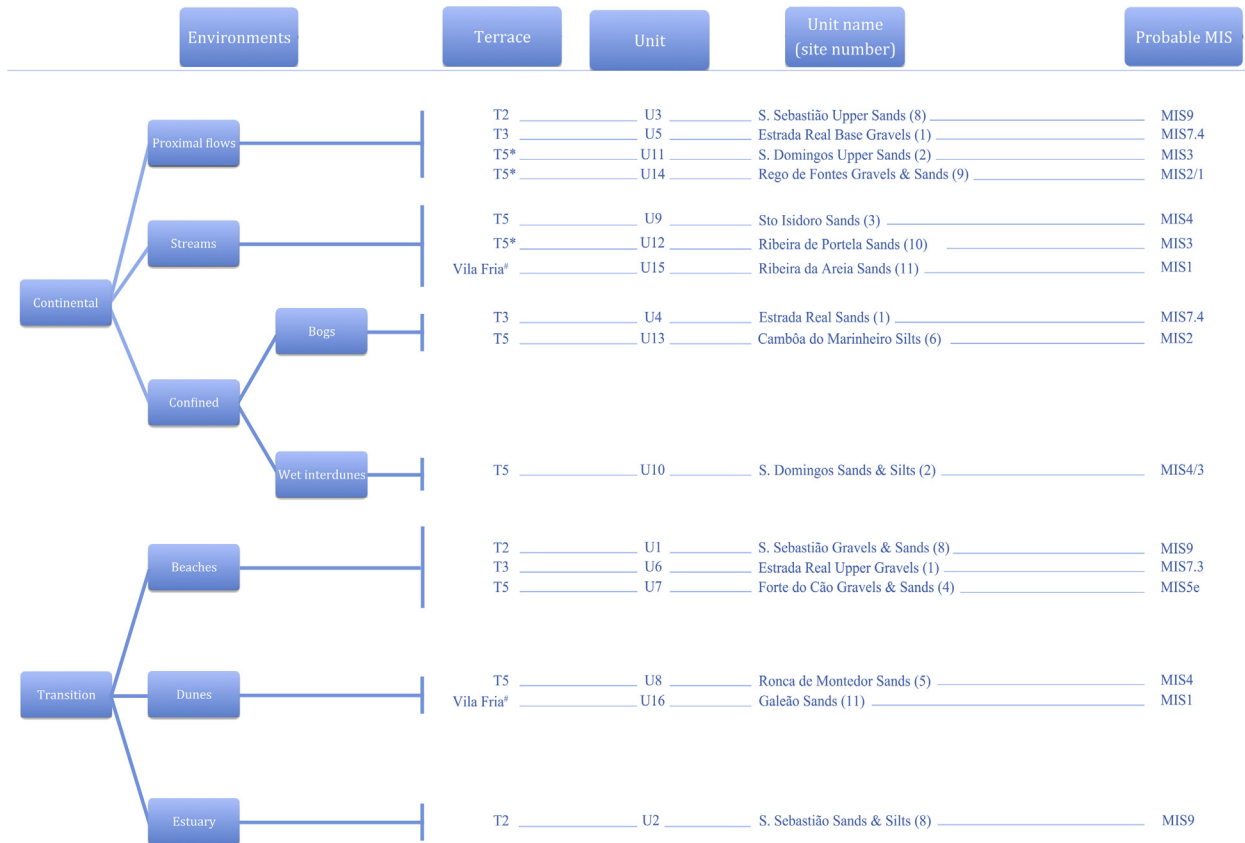 Environments Terrace Unit Unit name (site number) Probable MIS
T2 U3 S. Sebastião Upper Sands (8) MIS9
Proximal flows
T3 U5 Estrada Real Base Gravels (1) MIS7.4
T5* U11 S. Domingos Upper Sands (2) MIS3
T5* U14 Rego de Fontes Gravels & Sands (9) MIS2/1
T5 U9 Sto Isidoro Sands (3) MIS4
Streams
T5* U12 Ribeira de Portela Sands (10) MIS3
Vila Fria# U15 Ribeira da Areia Sands (11) MIS1
Continental
T3 U4 Estrada Real Sands (1) MIS7.4
Bogs
T5 U13 Cambôa do Marinheiro Silts (6) MIS2
Confined
Wet interdunes
T5 U10 S. Domingos Sands & Silts (2) MIS4/3
T2 U1 S. Sebastião Gravels & Sands (8) MIS9
Beaches
T3 U6 Estrada Real Upper Gravels (1) MIS7.3
T5 U7 Forte do Cão Gravels & Sands (4) MIS5e
T5 U8 Ronca de Montedor Sands (5) MIS4
Transition
Dunes
Vila Fria# U16 Galeão Sands (11) MIS1
Estuary
T2 U2 S. Sebastião Sands & Silts (8) MIS9